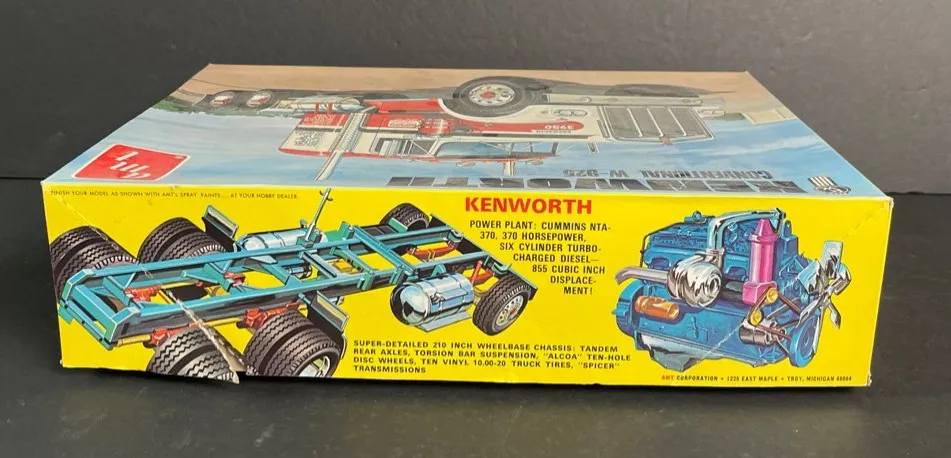 amt
KENWORTH
CONVENTIONAL W-925
3950
FINISH YOUR MODEL AS SHOWN WITH AMT'S SPRAY PAINTS...AT YOUR HOBBY DEALER.
KENWORTH
POWER PLANT: CUMMINS NTA-
370, 370 HORSEPOWER,
SIX CYLINDER TURBO-
CHARGED DIESEL—
855 CUBIC INCH
DISPLACE-
MENT!
SUPER-DETAILED 210 INCH WHEELBASE CHASSIS: TANDEM
REAR AXLES, TORSION BAR SUSPENSION, "ALCOA" TEN-HOLE
DISC WHEELS, TEN VINYL 10.00-20 TRUCK TIRES, "SPICER"
TRANSMISSIONS
AMT CORPORATION • 1225 EAST MAPLE • TROY, MICHIGAN 48084